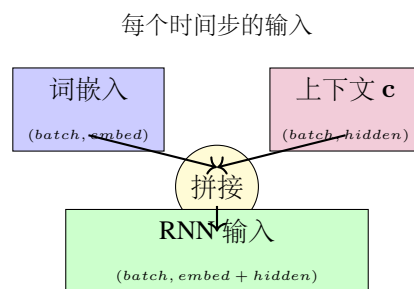 每个时间步的输入
词嵌入
(batch, embed)
上下文 c
(batch, hidden)
拼接
RNN 输入
(batch, embed + hidden)